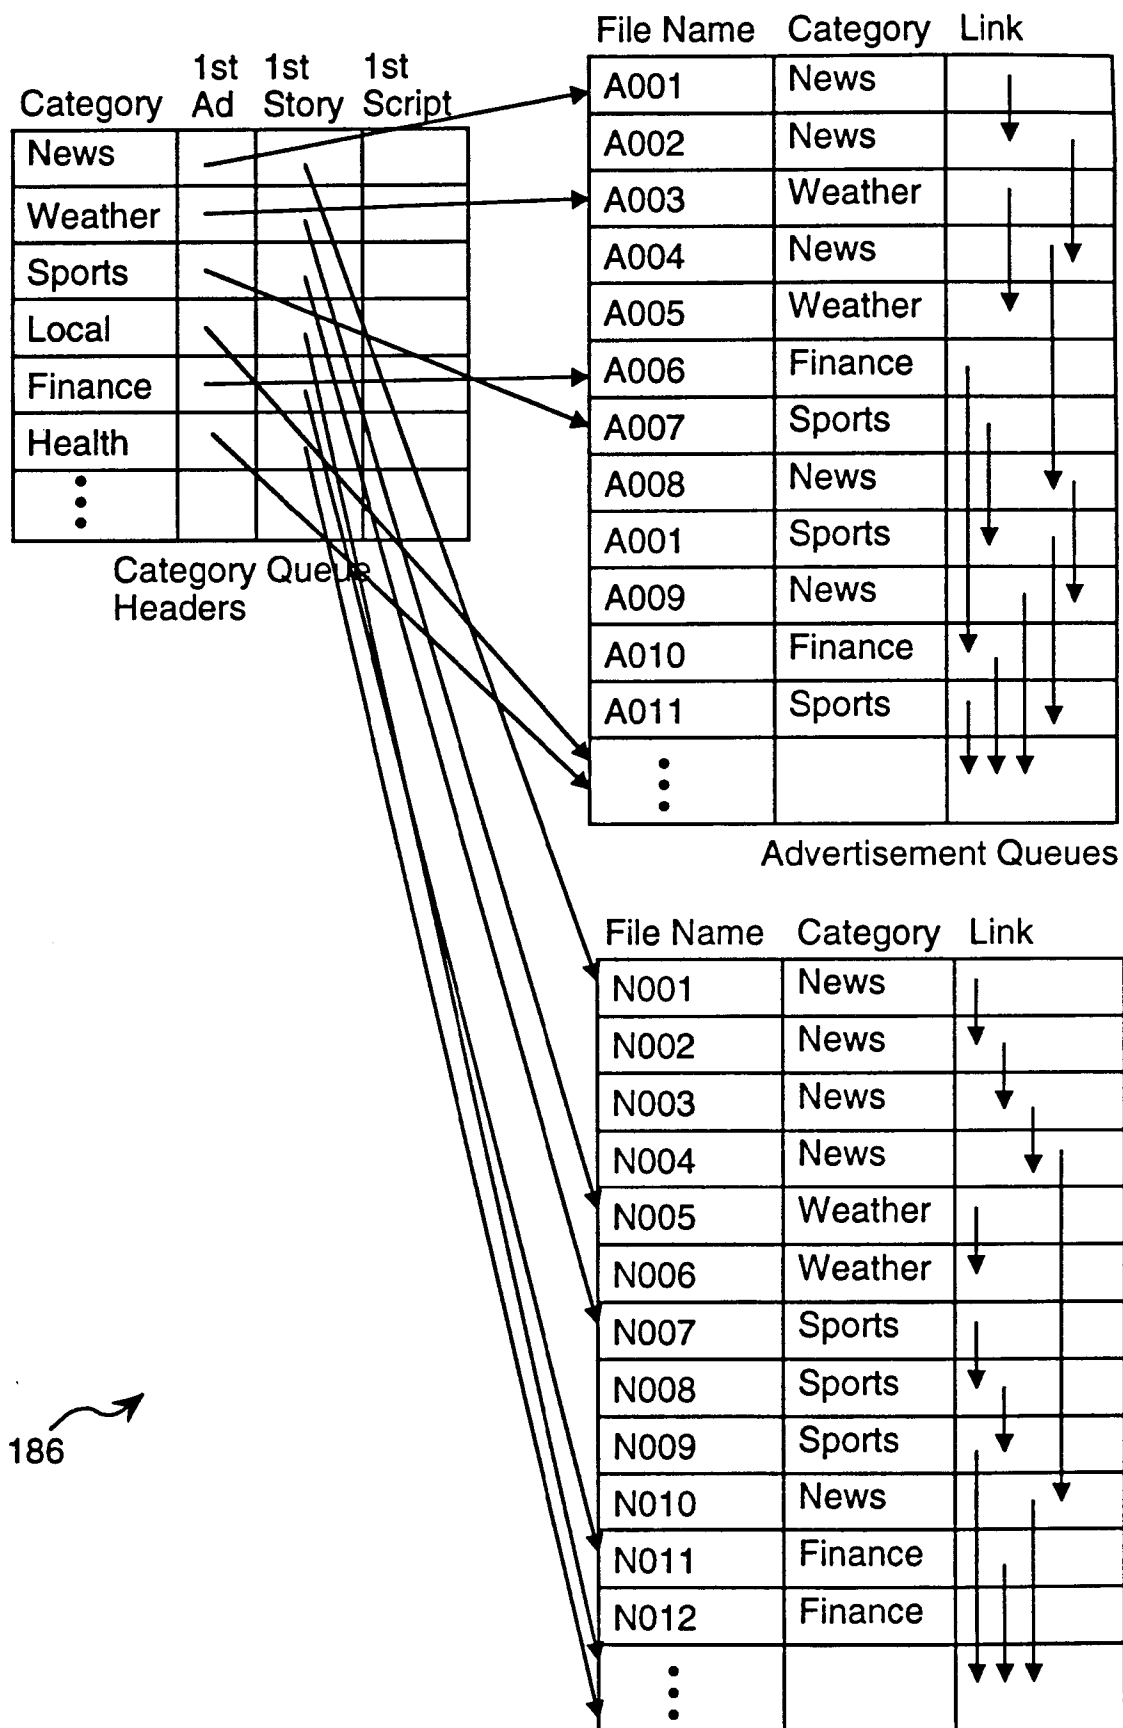 1st 1st 1st
Category Ad Story Script
News
Weather
Sports
Local
Finance
Health
Category Queue
Headers
File Name Category Link
A001 News
A002 News
A003 Weather
A004 News
A005 Weather
A006 Finance
A007 Sports
A008 News
A001 Sports
A009 News
A010 Finance
A011 Sports
Advertisement Queues
File Name Category Link
N001 News
N002 News
N003 News
N004 News
N005 Weather
N006 Weather
N007 Sports
N008 Sports
N009 Sports
N010 News
N011 Finance
N012 Finance
186